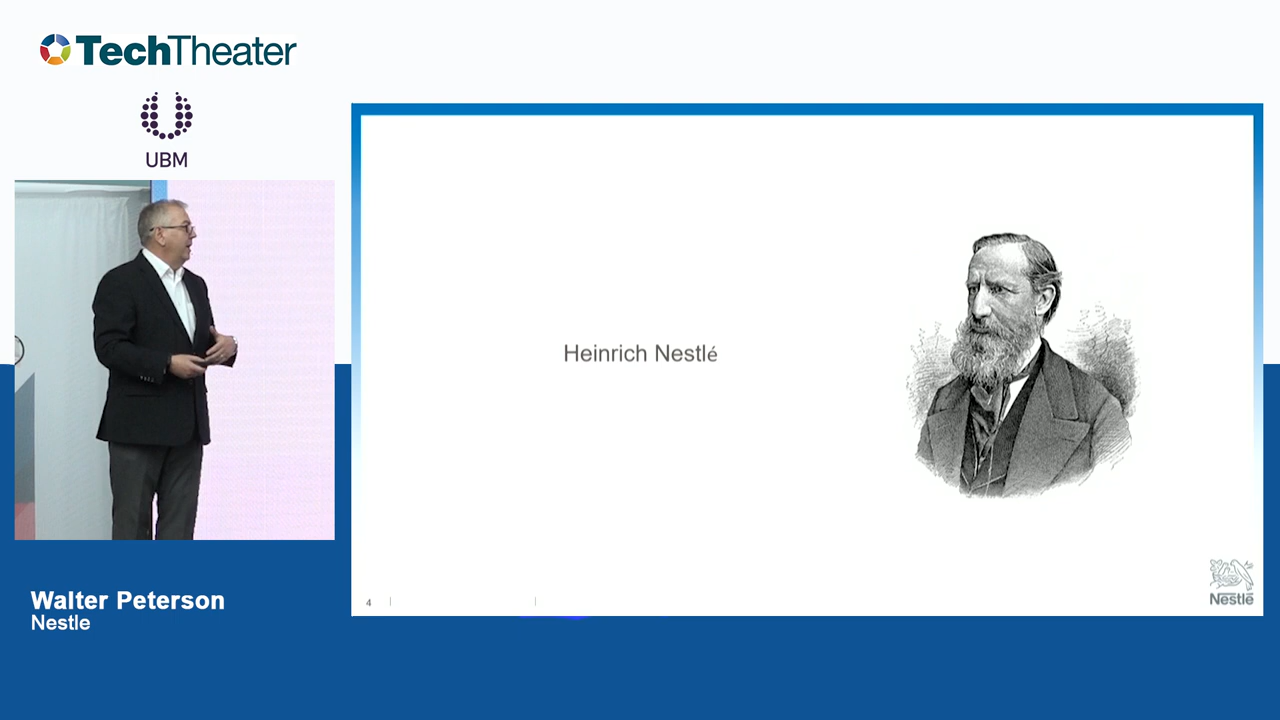 TechTheater
UBM
Heinrich Nestlé
4
Nestlé
Walter Peterson
Nestle